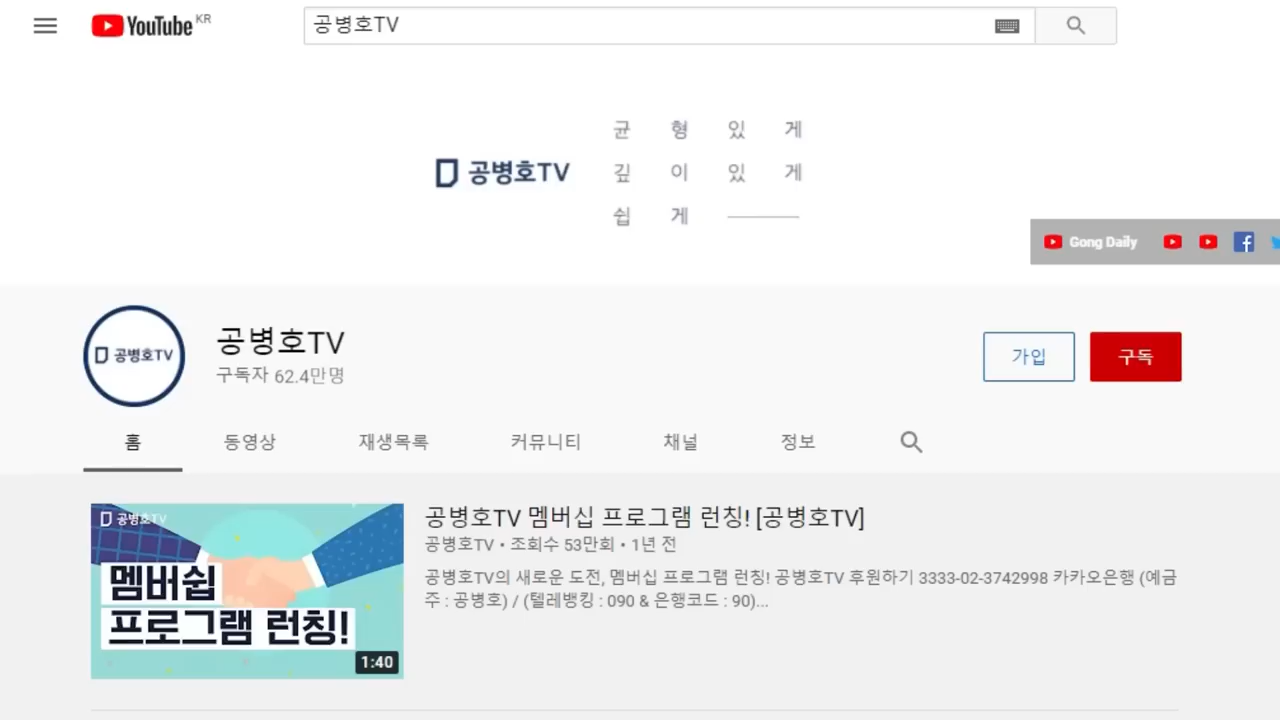 YouTube KR
공병호TV
균 형 있 게
공병호TV
깊 이 있 게
쉽 게
Gong Daily
공병호TV
공병호TV
구독자 62.4만명
가입
구독
홈
동영상
재생목록
커뮤니티
채널
정보
공병호TV
멤버쉽
프로그램 런칭!
1:40
공병호TV 멤버십 프로그램 런칭! [공병호TV]
공병호TV • 조회수 53만회 • 1년 전
공병호TV의 새로운 도전, 멤버십 프로그램 런칭! 공병호TV 후원하기 3333-02-3742998 카카오은행 (예금
주 : 공병호) / (텔레뱅킹 : 090 & 은행코드 : 90)...